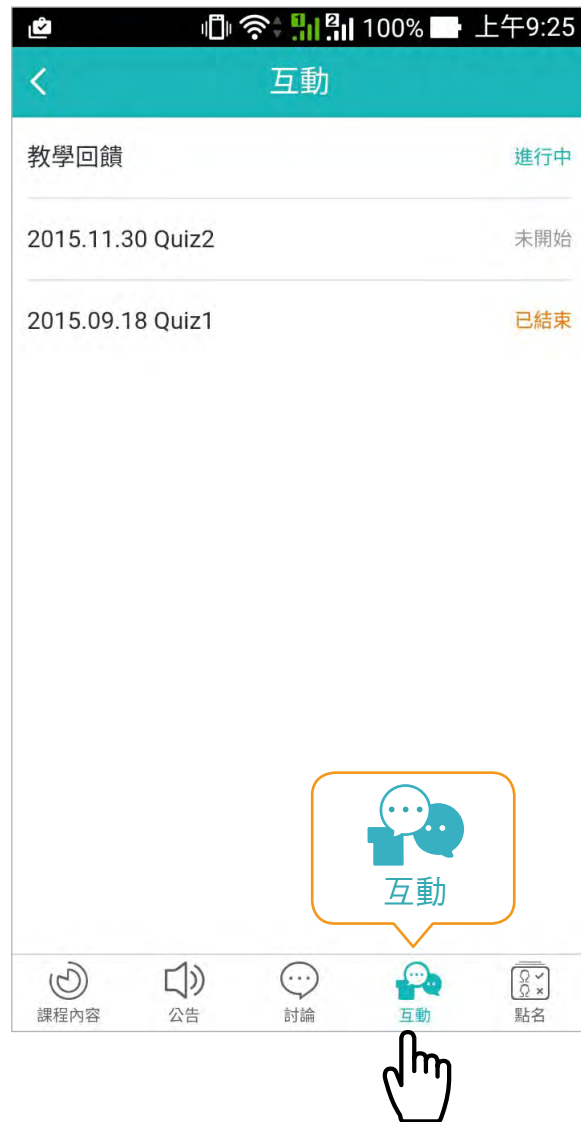 1 2 100% 上午9:25
互動
教學回饋 進行中
2015.11.30 Quiz2 未開始
2015.09.18 Quiz1 已結束
互動
課程內容 公告 討論 互動 點名